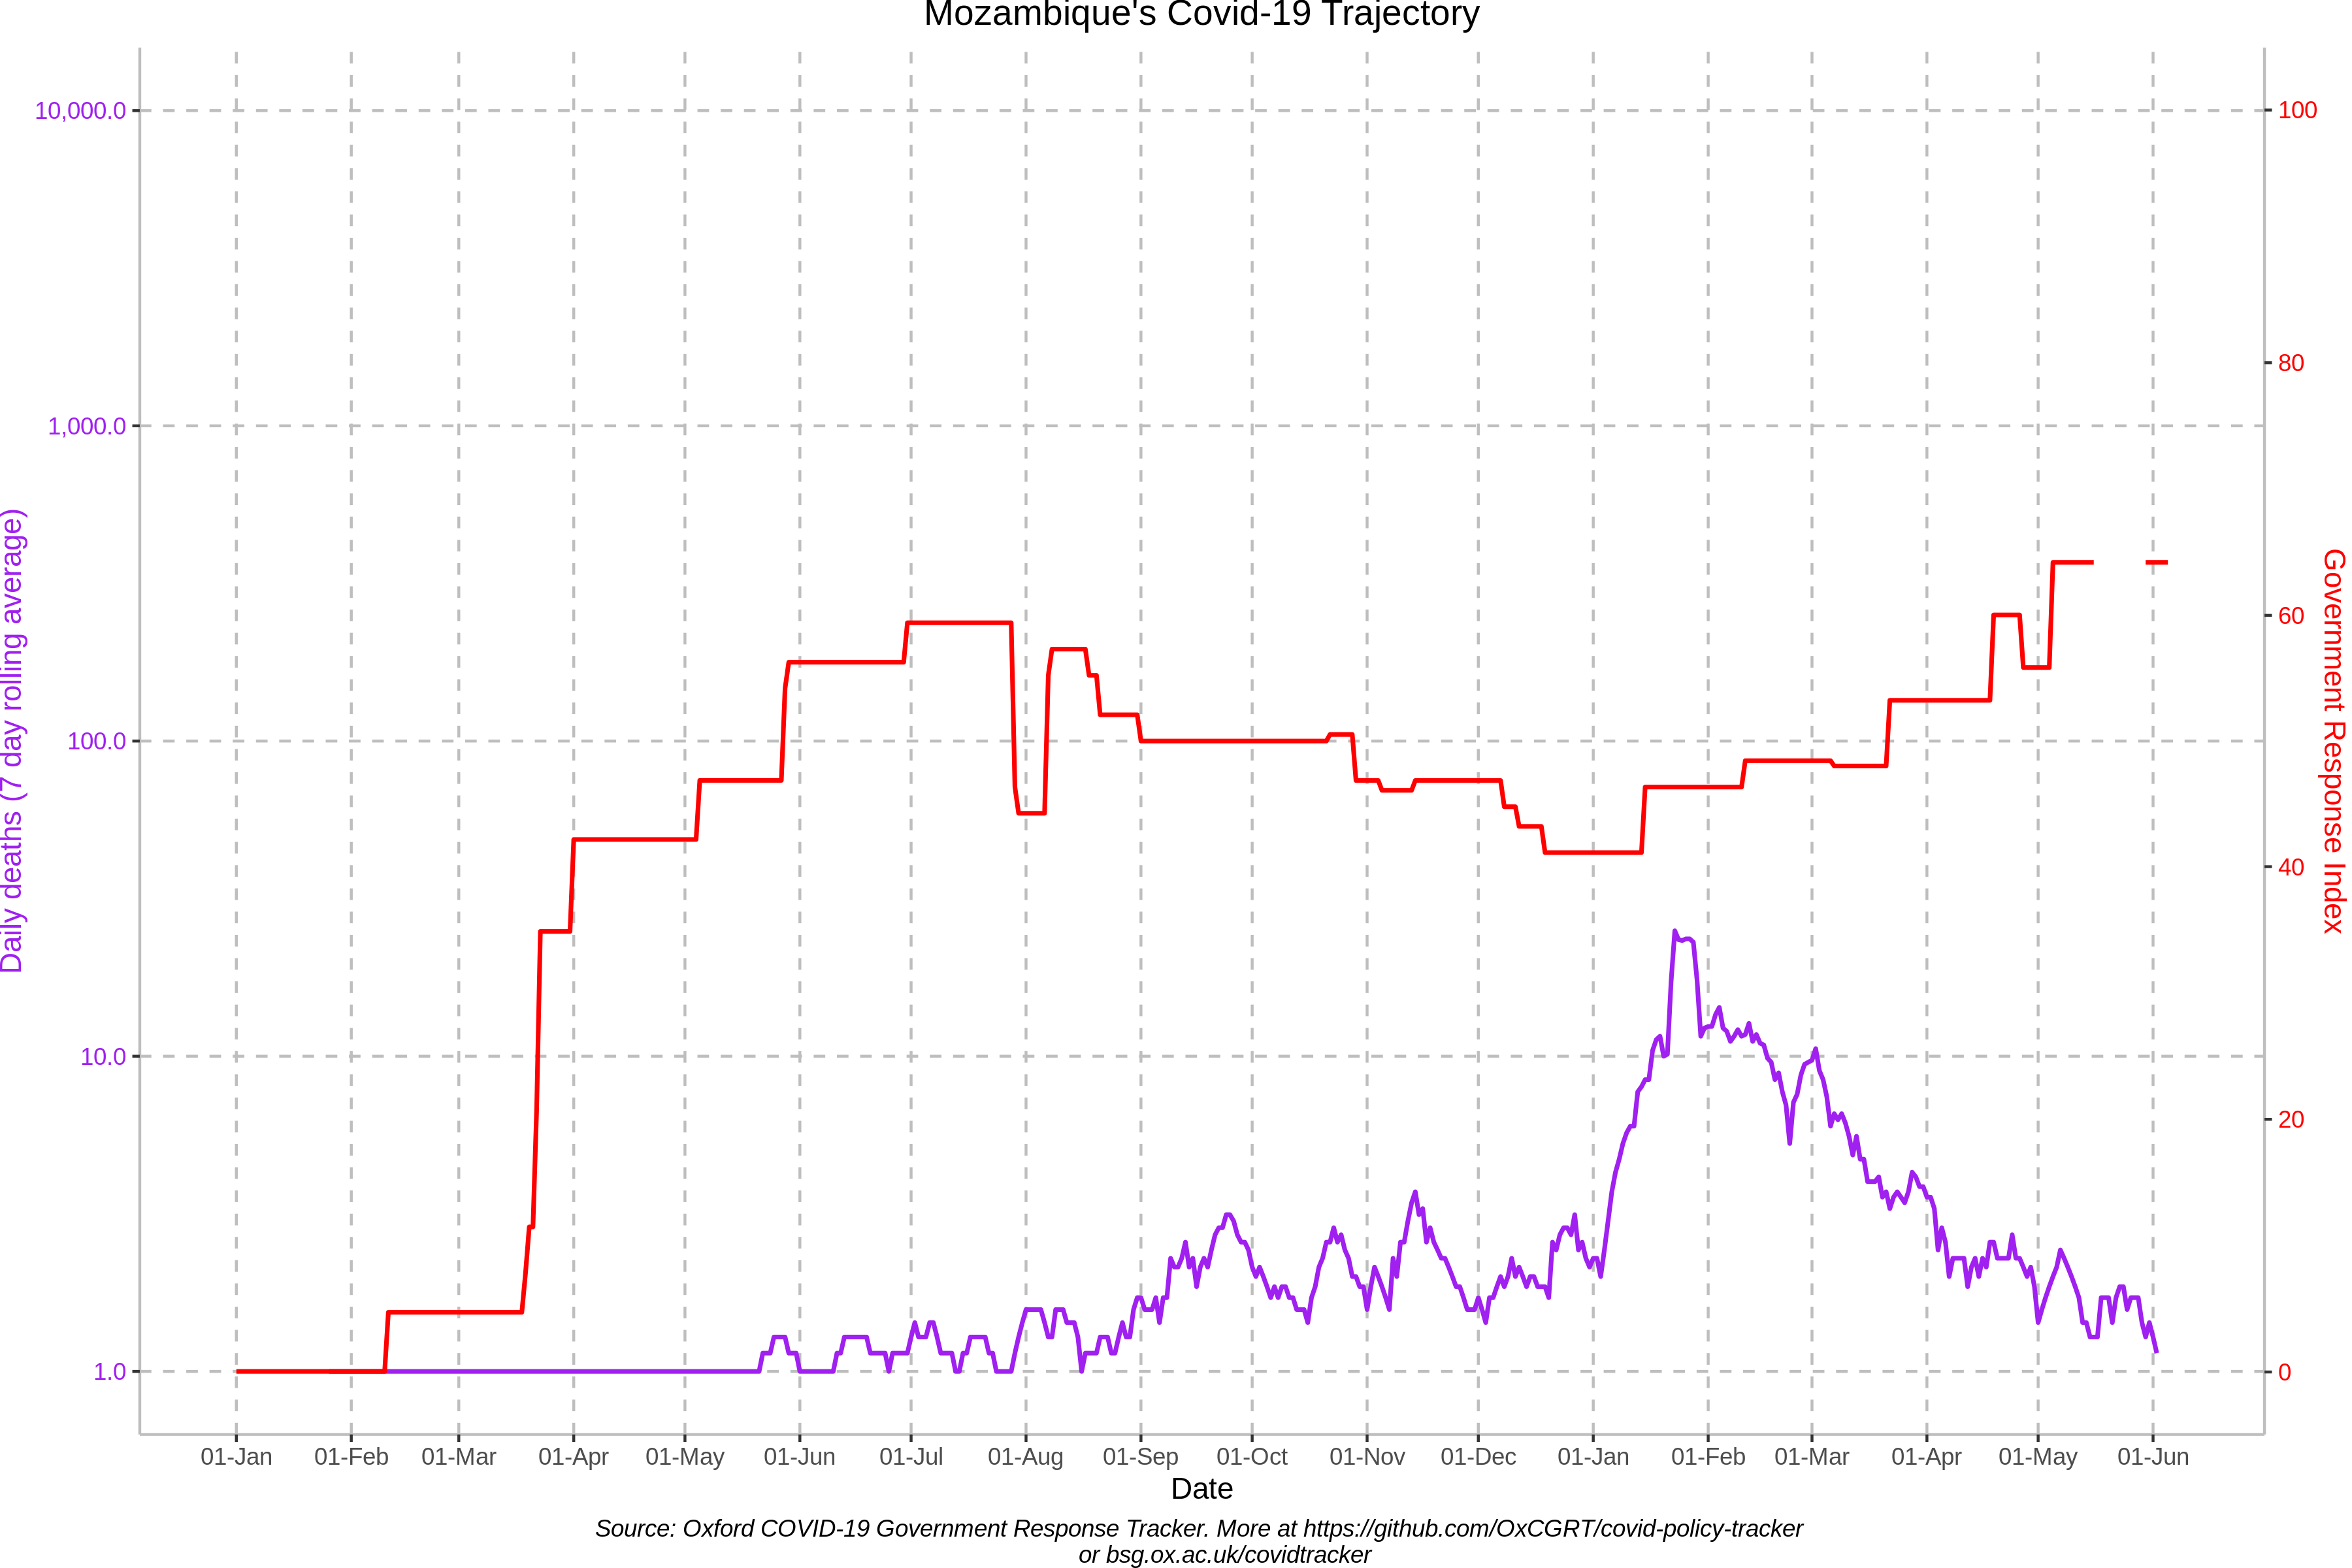 Mozambique's Covid-19 Trajectory
10,000.0
1,000.0
100.0
10.0
1.0
Daily deaths (7 day rolling average)
100
80
60
40
20
0
Government Response Index
01-Jan 01-Feb 01-Mar 01-Apr 01-May 01-Jun 01-Jul 01-Aug 01-Sep 01-Oct 01-Nov 01-Dec 01-Jan 01-Feb 01-Mar 01-Apr 01-May 01-Jun
Date
Source: Oxford COVID-19 Government Response Tracker. More at https://github.com/OxCGRT/covid-policy-tracker
or bsg.ox.ac.uk/covidtracker